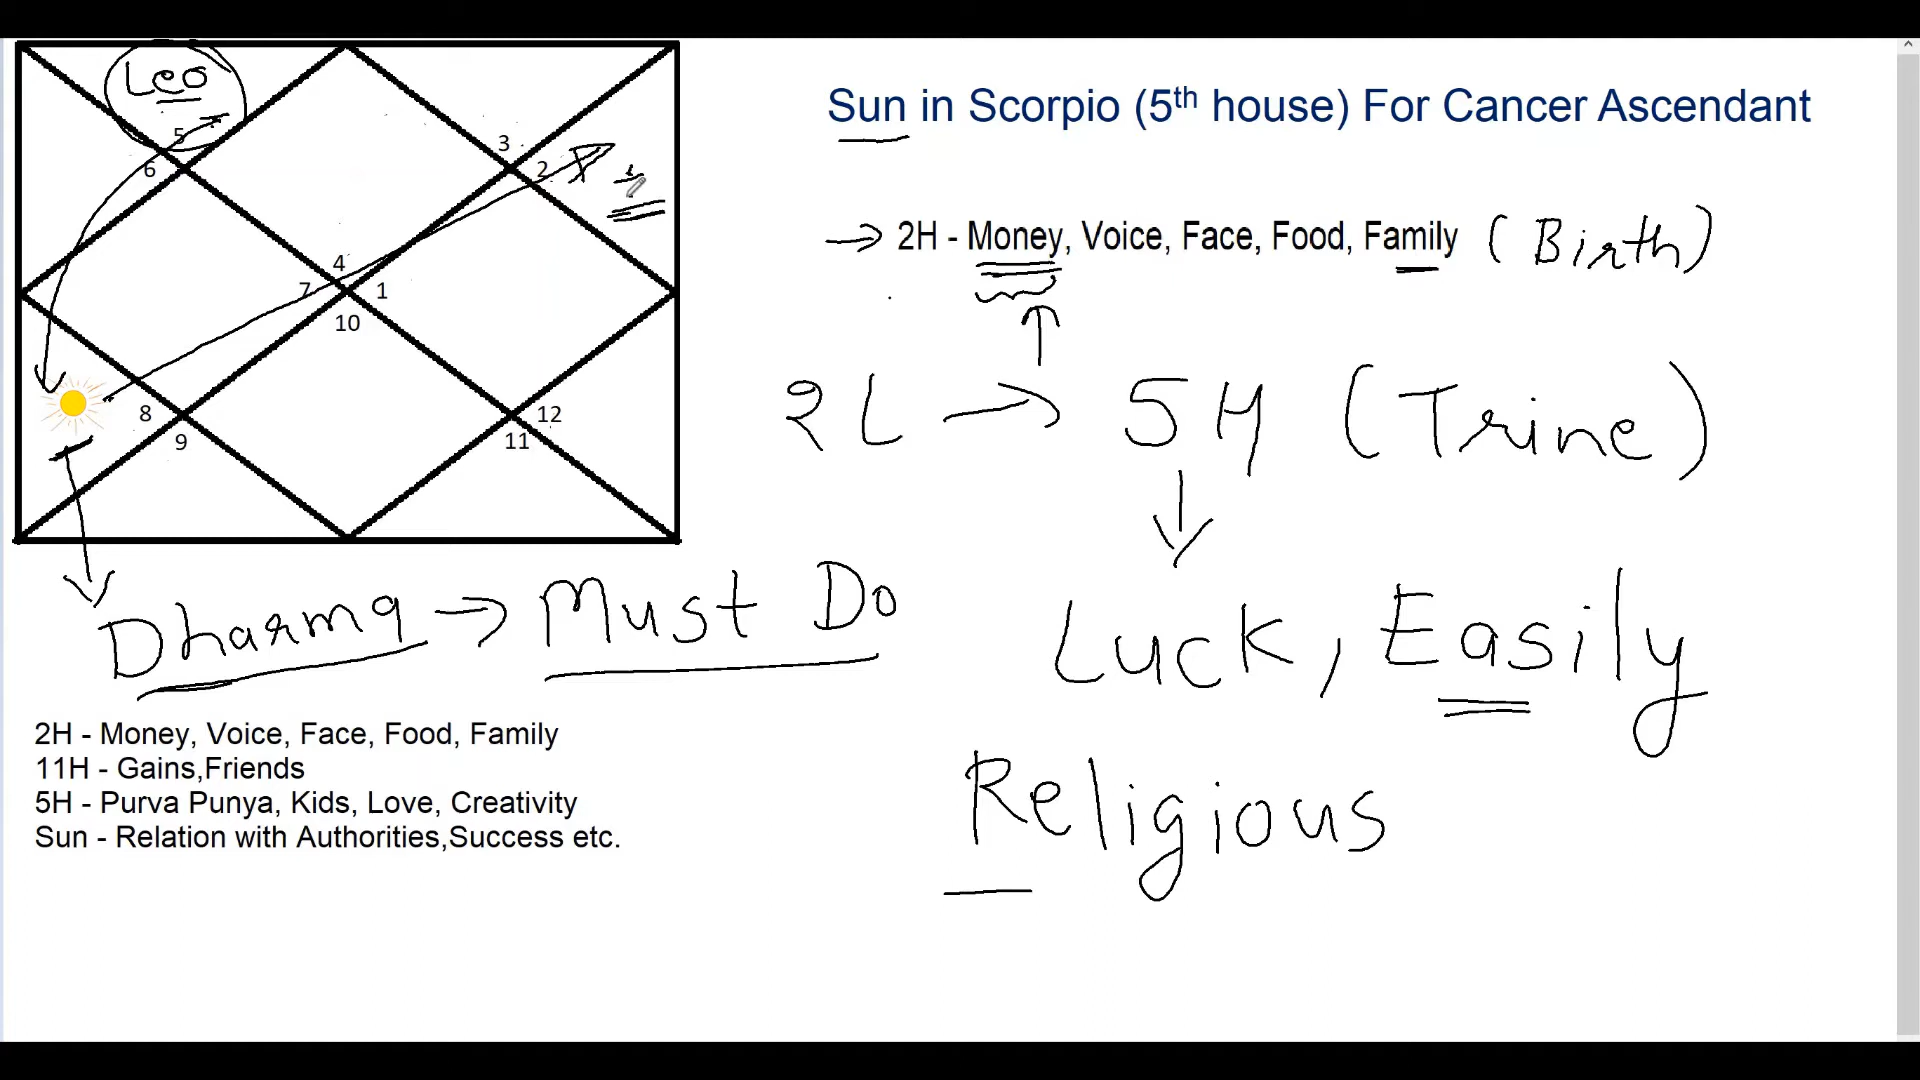 Leo
5
6
3
2
4
7
1
10
8
9
12
11
Sun in Scorpio (5th house) For Cancer Ascendant
→ 2H - Money, Voice, Face, Food, Family (Birth)
2L → 5H (Trine)
Dharma → Must Do
Luck, Easily
Religious
2H - Money, Voice, Face, Food, Family
11H - Gains,Friends
5H - Purva Punya, Kids, Love, Creativity
Sun - Relation with Authorities,Success etc.